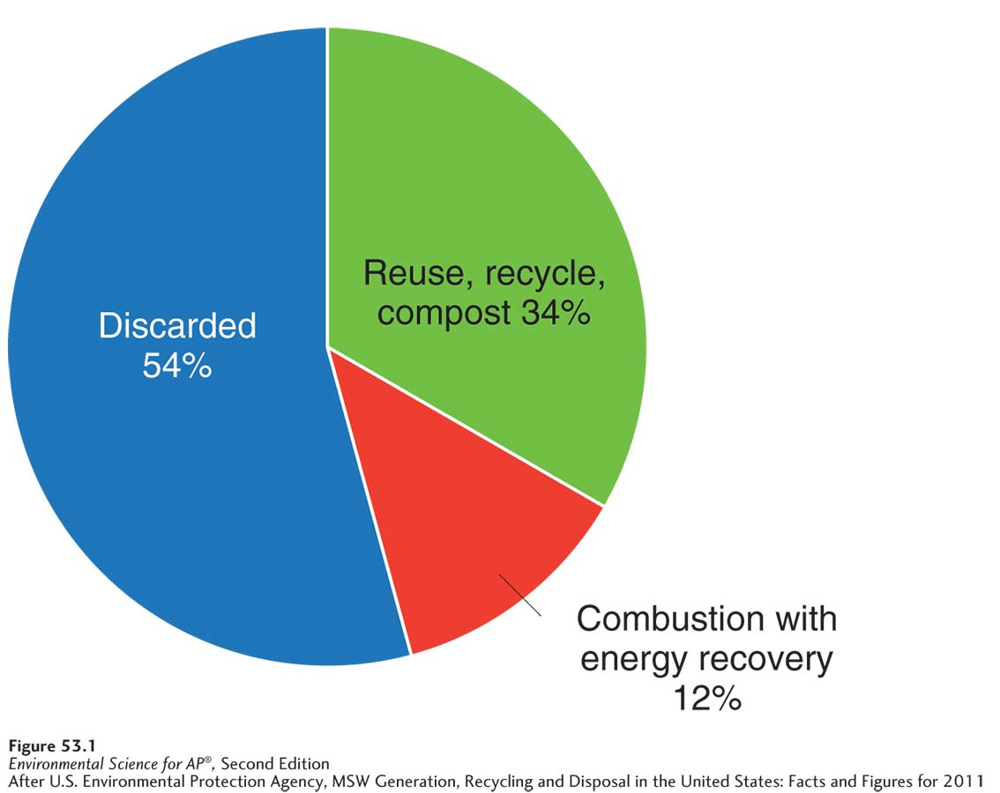 Reuse, recycle,
compost 34%
Discarded
54%
Combustion with
energy recovery
12%
Figure 53.1
Environmental Science for AP®, Second Edition
After U.S. Environmental Protection Agency, MSW Generation, Recycling and Disposal in the United States: Facts and Figures for 2011